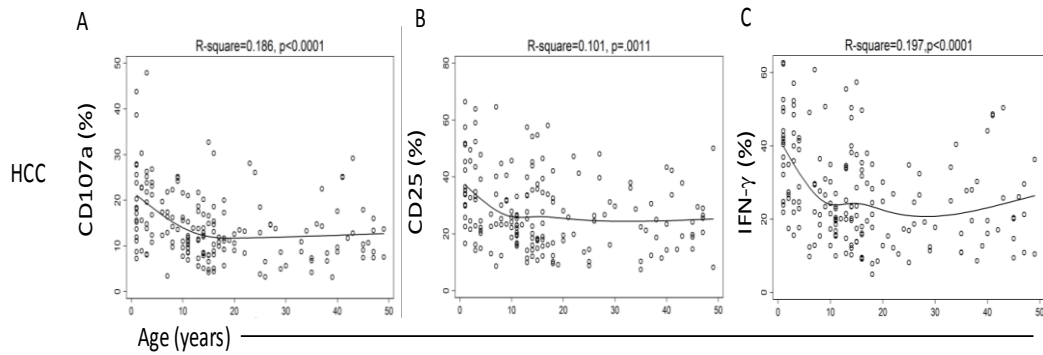 A
B
C
R-square=0.186, p<0.0001
R-square=0.101, p=.0011
R-square=0.197,p<0.0001
HCC
CD107a (%)
50
40
30
20
10
0
0 10 20 30 40 50
CD25 (%)
80
60
40
20
0
0 10 20 30 40 50
IFN-γ (%)
60
40
20
0
0 10 20 30 40 50
Age (years)